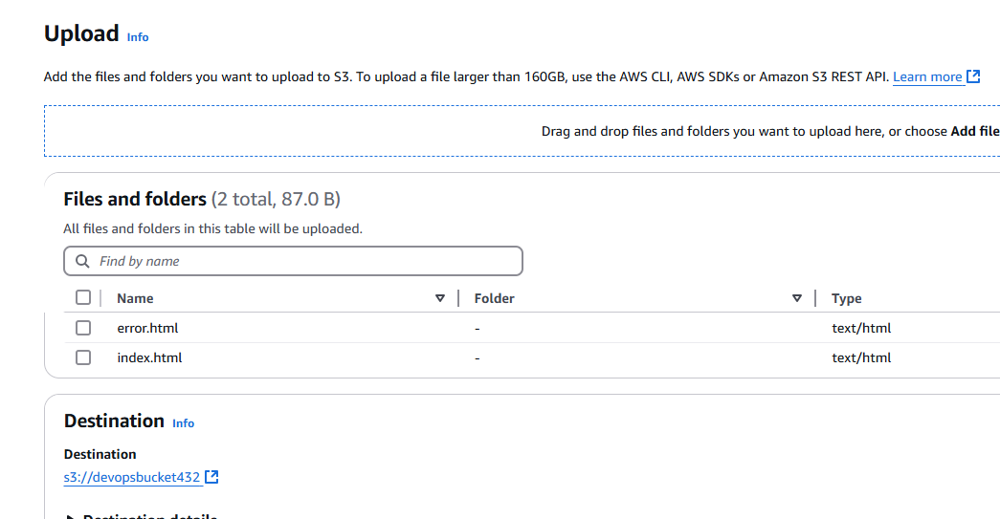 Upload Info
Add the files and folders you want to upload to S3. To upload a file larger than 160GB, use the AWS CLI, AWS SDKs or Amazon S3 REST API. Learn more
Drag and drop files and folders you want to upload here, or choose Add file
Files and folders (2 total, 87.0 B)
All files and folders in this table will be uploaded.
Find by name
Name Folder Type
error.html - text/html
index.html - text/html
Destination Info
Destination
s3://devopsbucket432
Destination details